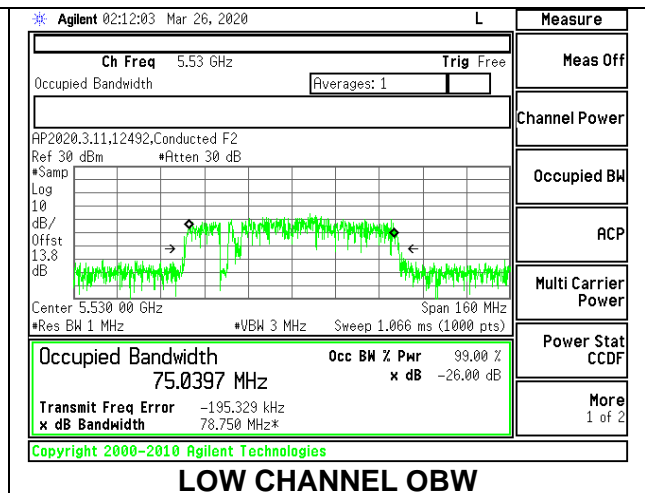 Agilent 02:12:03 Mar 26, 2020 L Measure
Ch Freq 5.53 GHz Trig Free
Occupied Bandwidth Averages: 1
Meas Off
Channel Power
Occupied BW
ACP
Multi Carrier
Power
Power Stat
CCDF
More
1 of 2
AP2020.3.11,12492,Conducted F2
Ref 30 dBm #Atten 30 dB
#Samp
Log
10
dB/
Offst
13.8
dB
Center 5.530 00 GHz Span 160 MHz
#Res BW 1 MHz #VBW 3 MHz Sweep 1.066 ms (1000 pts)
Occupied Bandwidth Occ BW % Pwr 99.00 %
75.0397 MHz x dB -26.00 dB
Transmit Freq Error -195.329 kHz
x dB Bandwidth 78.750 MHz*
Copyright 2000-2010 Agilent Technologies
LOW CHANNEL OBW